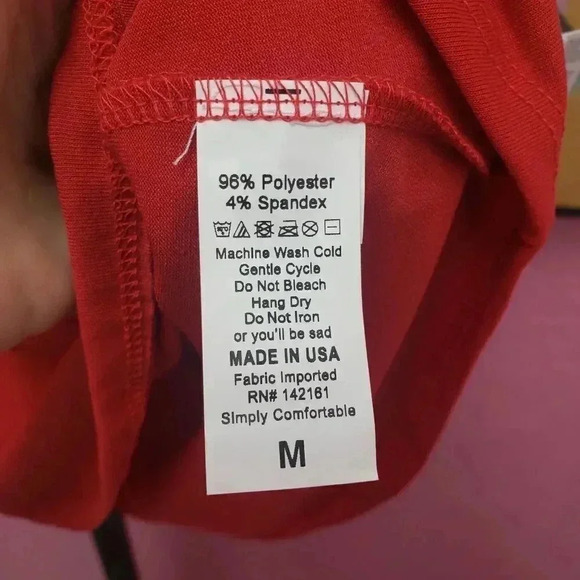 96% Polyester
4% Spandex
Machine Wash Cold
Gentle Cycle
Do Not Bleach
Hang Dry
Do Not Iron
or you'll be sad
MADE IN USA
Fabric Imported
RN# 142161
Simply Comfortable
M